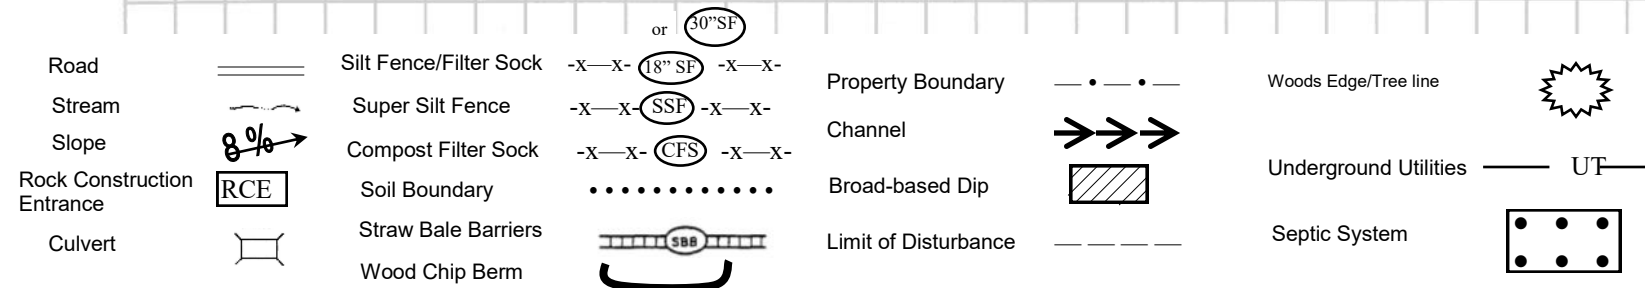 or 30”SF
Road
Silt Fence/Filter Sock -x—x- 18” SF -x—x-
Stream
Super Silt Fence -x—x- SSF -x—x-
Slope 8%
Compost Filter Sock -x—x- CFS -x—x-
Rock Construction
Entrance
RCE
Soil Boundary
Culvert
Straw Bale Barriers SBB
Wood Chip Berm
Property Boundary
Channel
Broad-based Dip
Limit of Disturbance
Woods Edge/Tree line
Underground Utilities UT
Septic System